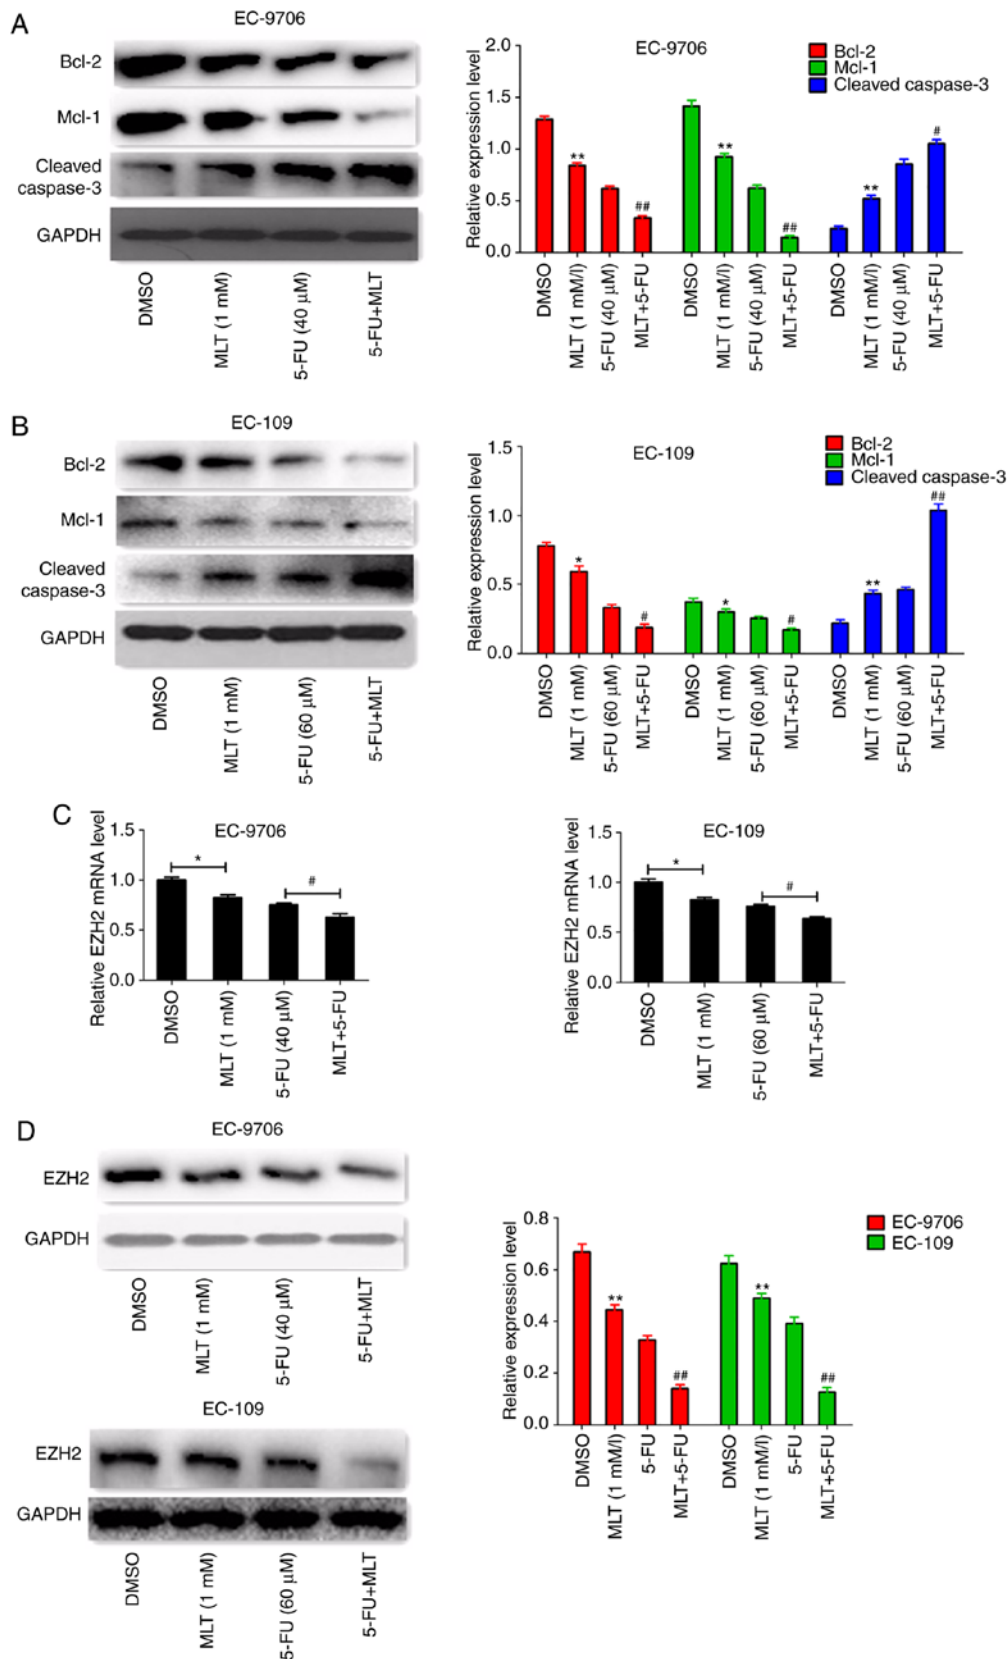 A
EC-9706
Bcl-2
Mcl-1
Cleaved
caspase-3
GAPDH
DMSO
MLT (1 mM)
5-FU (40 μM)
5-FU+MLT
EC-9706
Bcl-2
Mcl-1
Cleaved caspase-3
Relative expression level
2.0
1.5
1.0
0.5
0.0
**
##
**
##
**
#
DMSO
MLT (1 mM/l)
5-FU (40 μM)
MLT+5-FU
DMSO
MLT (1 mM/l)
5-FU (40 μM)
MLT+5-FU
DMSO
MLT (1 mM/l)
5-FU (40 μM)
MLT+5-FU
B
EC-109
Bcl-2
Mcl-1
Cleaved
caspase-3
GAPDH
DMSO
MLT (1 mM)
5-FU (60 μM)
5-FU+MLT
EC-109
Bcl-2
Mcl-1
Cleaved caspase-3
Relative expression level
1.5
1.0
0.5
0.0
*
#
*
#
**
##
DMSO
MLT (1 mM)
5-FU (60 μM)
MLT+5-FU
DMSO
MLT (1 mM)
5-FU (60 μM)
MLT+5-FU
DMSO
MLT (1 mM)
5-FU (60 μM)
MLT+5-FU
C
EC-9706
Relative EZH2 mRNA level
1.5
1.0
0.5
0.0
*
#
DMSO
MLT (1 mM)
5-FU (40 μM)
MLT+5-FU
EC-109
Relative EZH2 mRNA level
1.5
1.0
0.5
0.0
*
#
DMSO
MLT (1 mM)
5-FU (60 μM)
MLT+5-FU
D
EC-9706
EZH2
GAPDH
DMSO
MLT (1 mM)
5-FU (40 μM)
5-FU+MLT
EC-109
EZH2
GAPDH
DMSO
MLT (1 mM)
5-FU (60 μM)
5-FU+MLT
EC-9706
EC-109
Relative expression level
0.8
0.6
0.4
0.2
0.0
**
##
**
##
DMSO
MLT (1 mM/l)
5-FU
MLT+5-FU
DMSO
MLT (1 mM/l)
5-FU
MLT+5-FU